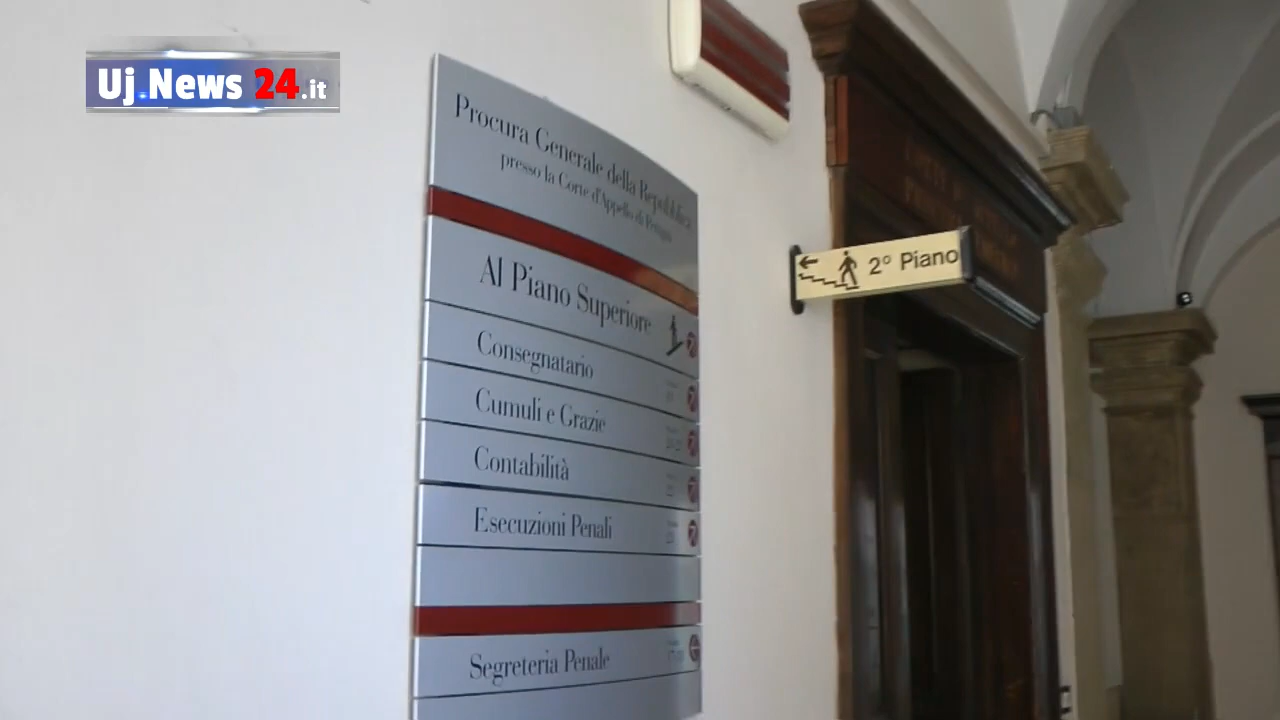 Uj.News 24.it
Procura Generale della Repubblica
presso la Corte d'Appello di Perugia
Al Piano Superiore
Consegnatario
Cumuli e Grazie
Contabilità
Esecuzioni Penali
Segreteria Penale
2º Piano